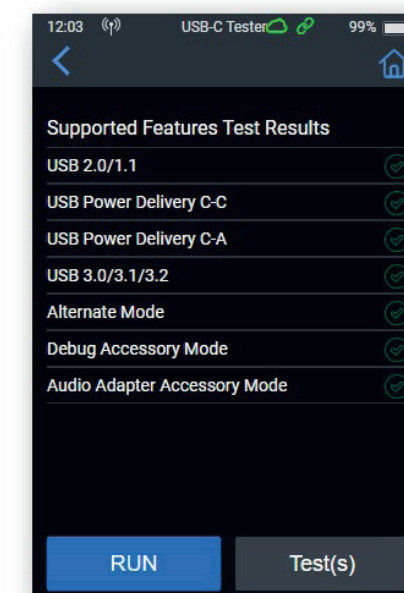 12:03 USB-C Tester 99%
Supported Features Test Results
USB 2.0/1.1
USB Power Delivery C-C
USB Power Delivery C-A
USB 3.0/3.1/3.2
Alternate Mode
Debug Accessory Mode
Audio Adapter Accessory Mode
RUN Test(s)